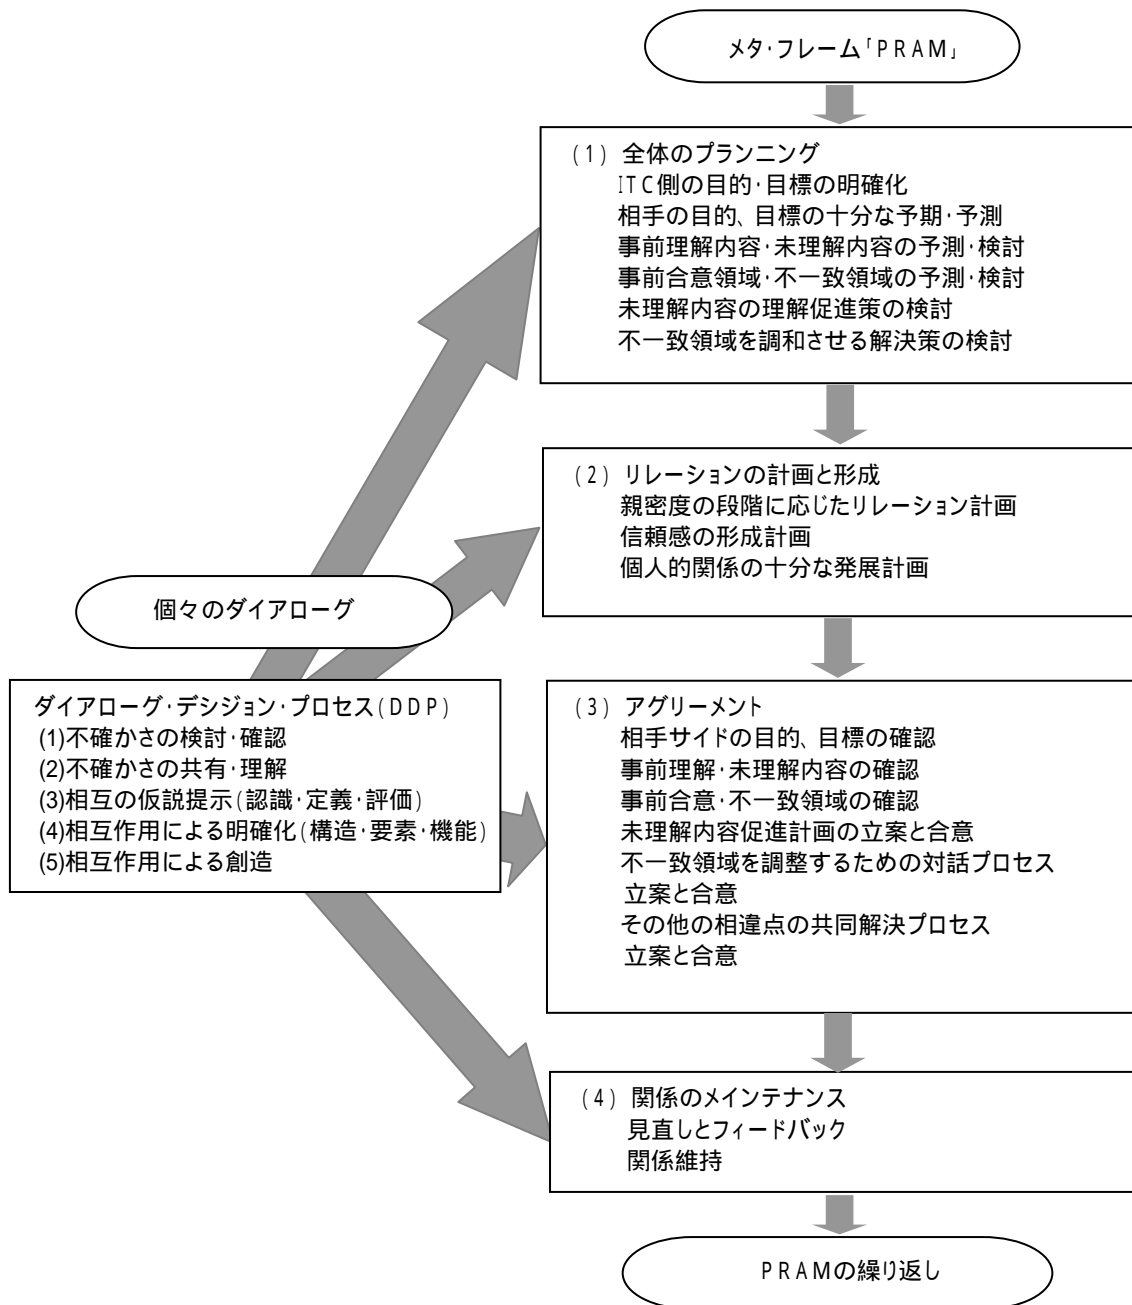 メタ・フレーム「PRAM」
(1) 全体のプランニング
ITC側の目的・目標の明確化
相手の目的、目標の十分な予期・予測
事前理解内容・未理解内容の予測・検討
事前合意領域・不一致領域の予測・検討
未理解内容の理解促進策の検討
不一致領域を調和させる解決策の検討
(2) リレーションの計画と形成
親密度の段階に応じたリレーション計画
信頼感の形成計画
個人的関係の十分な発展計画
個々のダイアローグ
ダイアローグ・デシジョン・プロセス(DDP)
(1)不確かさの検討・確認
(2)不確かさの共有・理解
(3)相互の仮説提示(認識・定義・評価)
(4)相互作用による明確化(構造・要素・機能)
(5)相互作用による創造
(3) アグリーメント
相手サイドの目的、目標の確認
事前理解・未理解内容の確認
事前合意・不一致領域の確認
未理解内容促進計画の立案と合意
不一致領域を調整するための対話プロセス
立案と合意
その他の相違点の共同解決プロセス
立案と合意
(4) 関係のメインテナンス
見直しとフィードバック
関係維持
PRAMの繰り返し